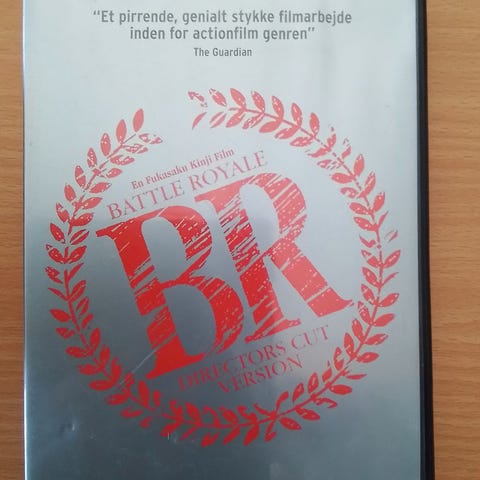 “Et pirrende, genialt stykke filmarbejde
inden for actionfilm genren”
The Guardian
En Fukasaku Kinji Film
BATTLE ROYALE
BR
DIRECTORS CUT
VERSION